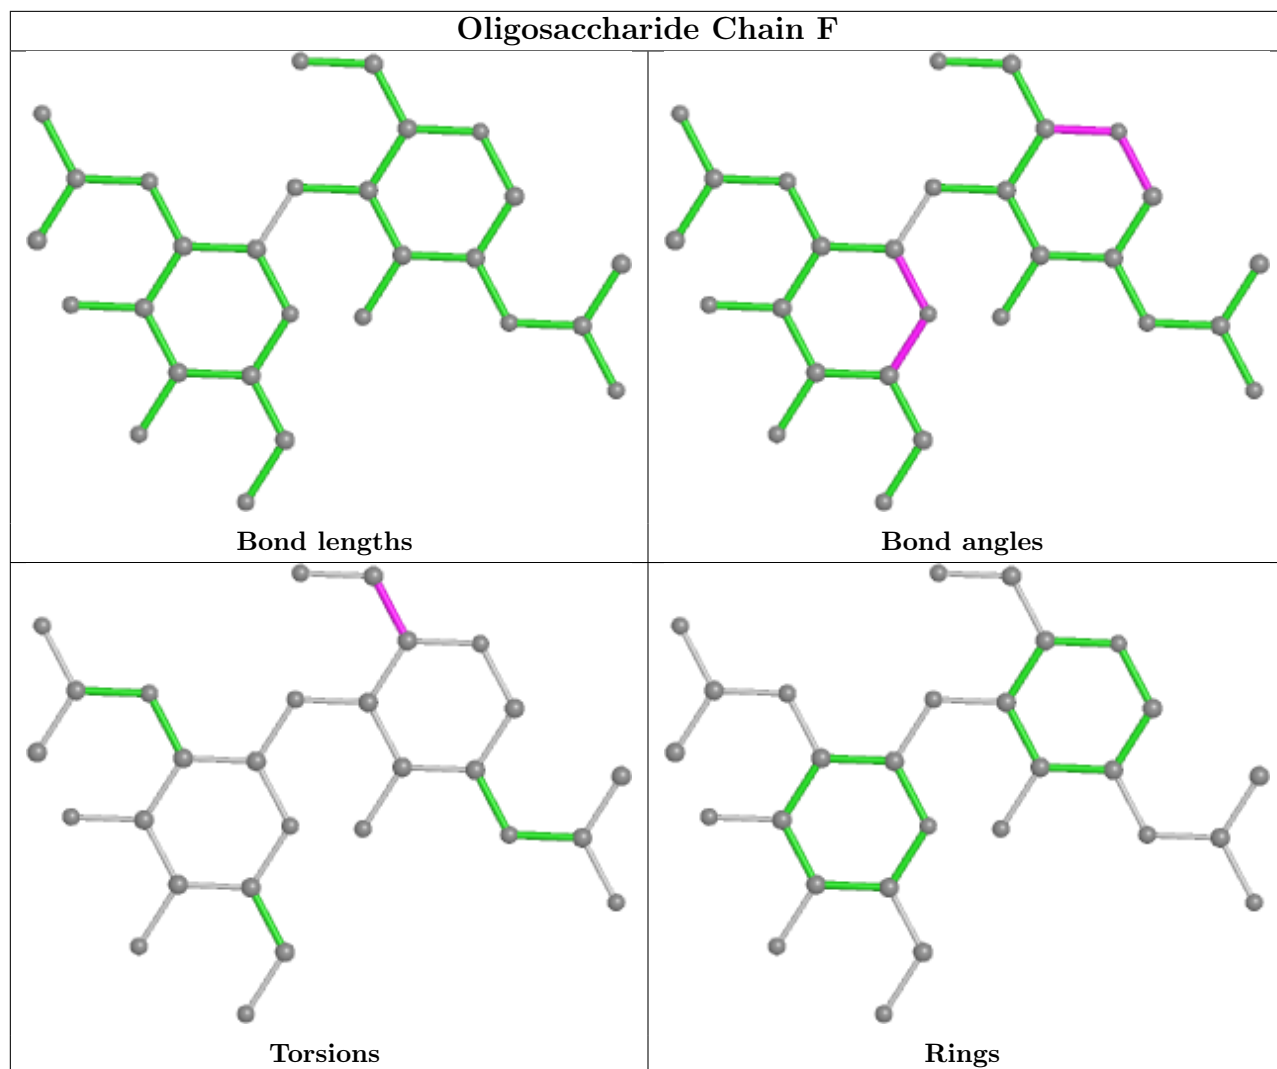 Oligosaccharide Chain F
Bond lengths
Bond angles
Torsions
Rings